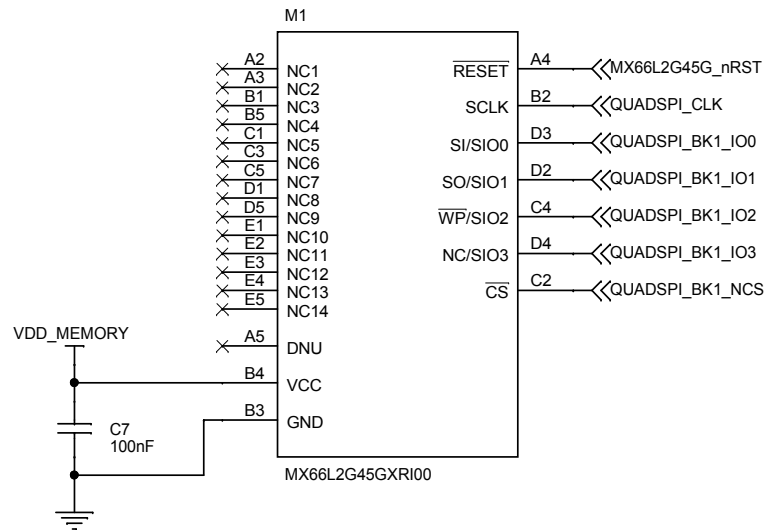 M1
A2 NC1
A3 NC2
B1 NC3
B5 NC4
C1 NC5
C3 NC6
C5 NC7
D1 NC8
D5 NC9
E1 NC10
E2 NC11
E3 NC12
E4 NC13
E5 NC14
A5 DNU
B4 VCC
B3 GND
RESET A4 MX66L2G45G_nRST
SCLK B2 QUADSPI_CLK
SI/SIO0 D3 QUADSPI_BK1_IO0
SO/SIO1 D2 QUADSPI_BK1_IO1
WP/SIO2 C4 QUADSPI_BK1_IO2
NC/SIO3 D4 QUADSPI_BK1_IO3
CS C2 QUADSPI_BK1_NCS
VDD_MEMORY
C7
100nF
MX66L2G45GXRI00